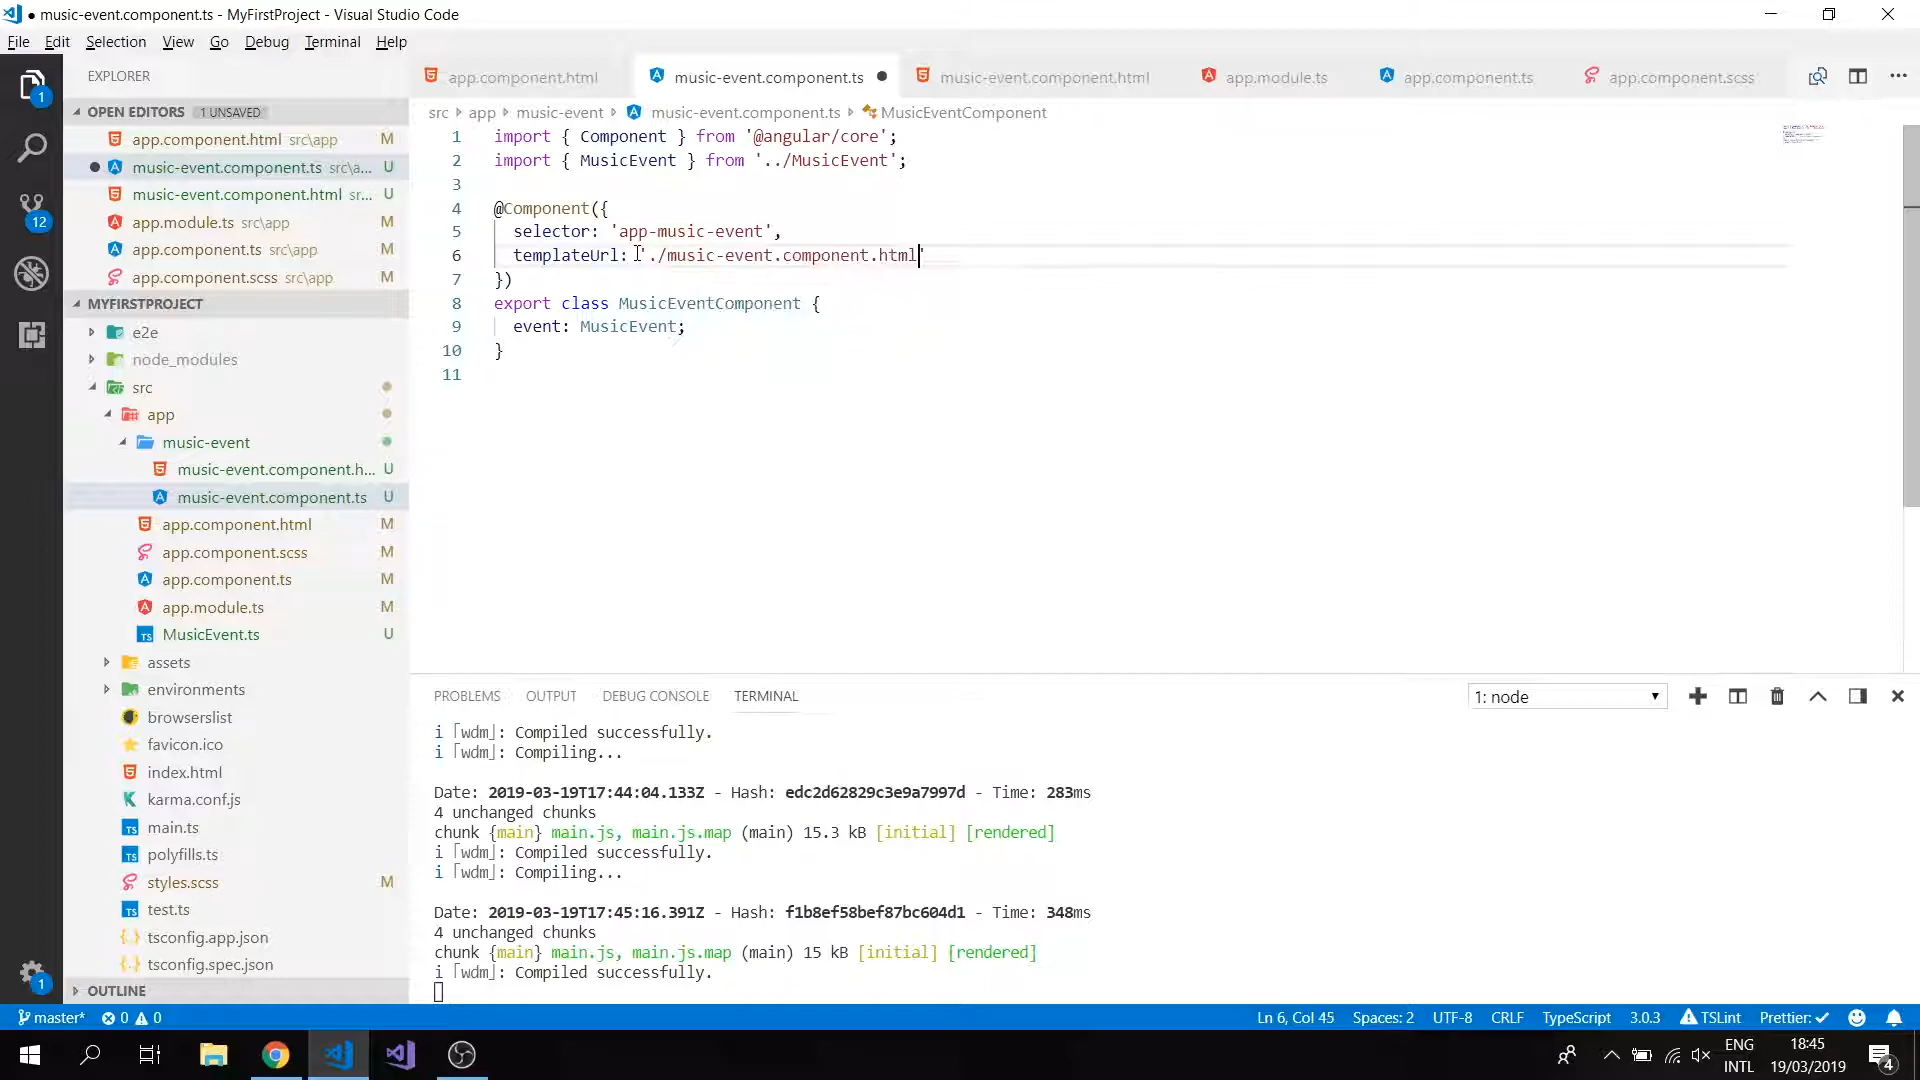 music-event.component.ts - MyFirstProject - Visual Studio Code
File Edit Selection View Go Debug Terminal Help
EXPLORER
1
OPEN EDITORS 1 UNSAVED
app.component.html src\app M
music-event.component.ts src\a... U
music-event.component.html sr... U
app.module.ts src\app M
app.component.ts src\app M
app.component.scss src\app M
12
MYFIRSTPROJECT
e2e
node_modules
src
app
music-event
music-event.component.h... U
music-event.component.ts U
app.component.html M
app.component.scss M
app.component.ts M
app.module.ts M
MusicEvent.ts U
assets
environments
browserslist
favicon.ico
index.html
karma.conf.js
main.ts
polyfills.ts
styles.scss M
test.ts
tsconfig.app.json
tsconfig.spec.json
1
OUTLINE
app.component.html music-event.component.ts music-event.component.html app.module.ts app.component.ts app.component.scss
src app music-event music-event.component.ts MusicEventComponent
1 import { Component } from '@angular/core';
2 import { MusicEvent } from '../MusicEvent';
3
4 @Component({
5 selector: 'app-music-event',
6 templateUrl: './music-event.component.html'
7 })
8 export class MusicEventComponent {
9 event: MusicEvent;
10 }
11
PROBLEMS OUTPUT DEBUG CONSOLE TERMINAL 1: node
i ｢wdm｣: Compiled successfully.
i ｢wdm｣: Compiling...
Date: 2019-03-19T17:44:04.133Z - Hash: edc2d62829c3e9a7997d - Time: 283ms
4 unchanged chunks
chunk {main} main.js, main.js.map (main) 15.3 kB [initial] [rendered]
i ｢wdm｣: Compiled successfully.
i ｢wdm｣: Compiling...
Date: 2019-03-19T17:45:16.391Z - Hash: f1b8ef58bef87bc604d1 - Time: 348ms
4 unchanged chunks
chunk {main} main.js, main.js.map (main) 15 kB [initial] [rendered]
i ｢wdm｣: Compiled successfully.
master* 0 0 Ln 6, Col 45 Spaces: 2 UTF-8 CRLF TypeScript 3.0.3 TSLint Prettier:
ENG
INTL
18:45
19/03/2019
4